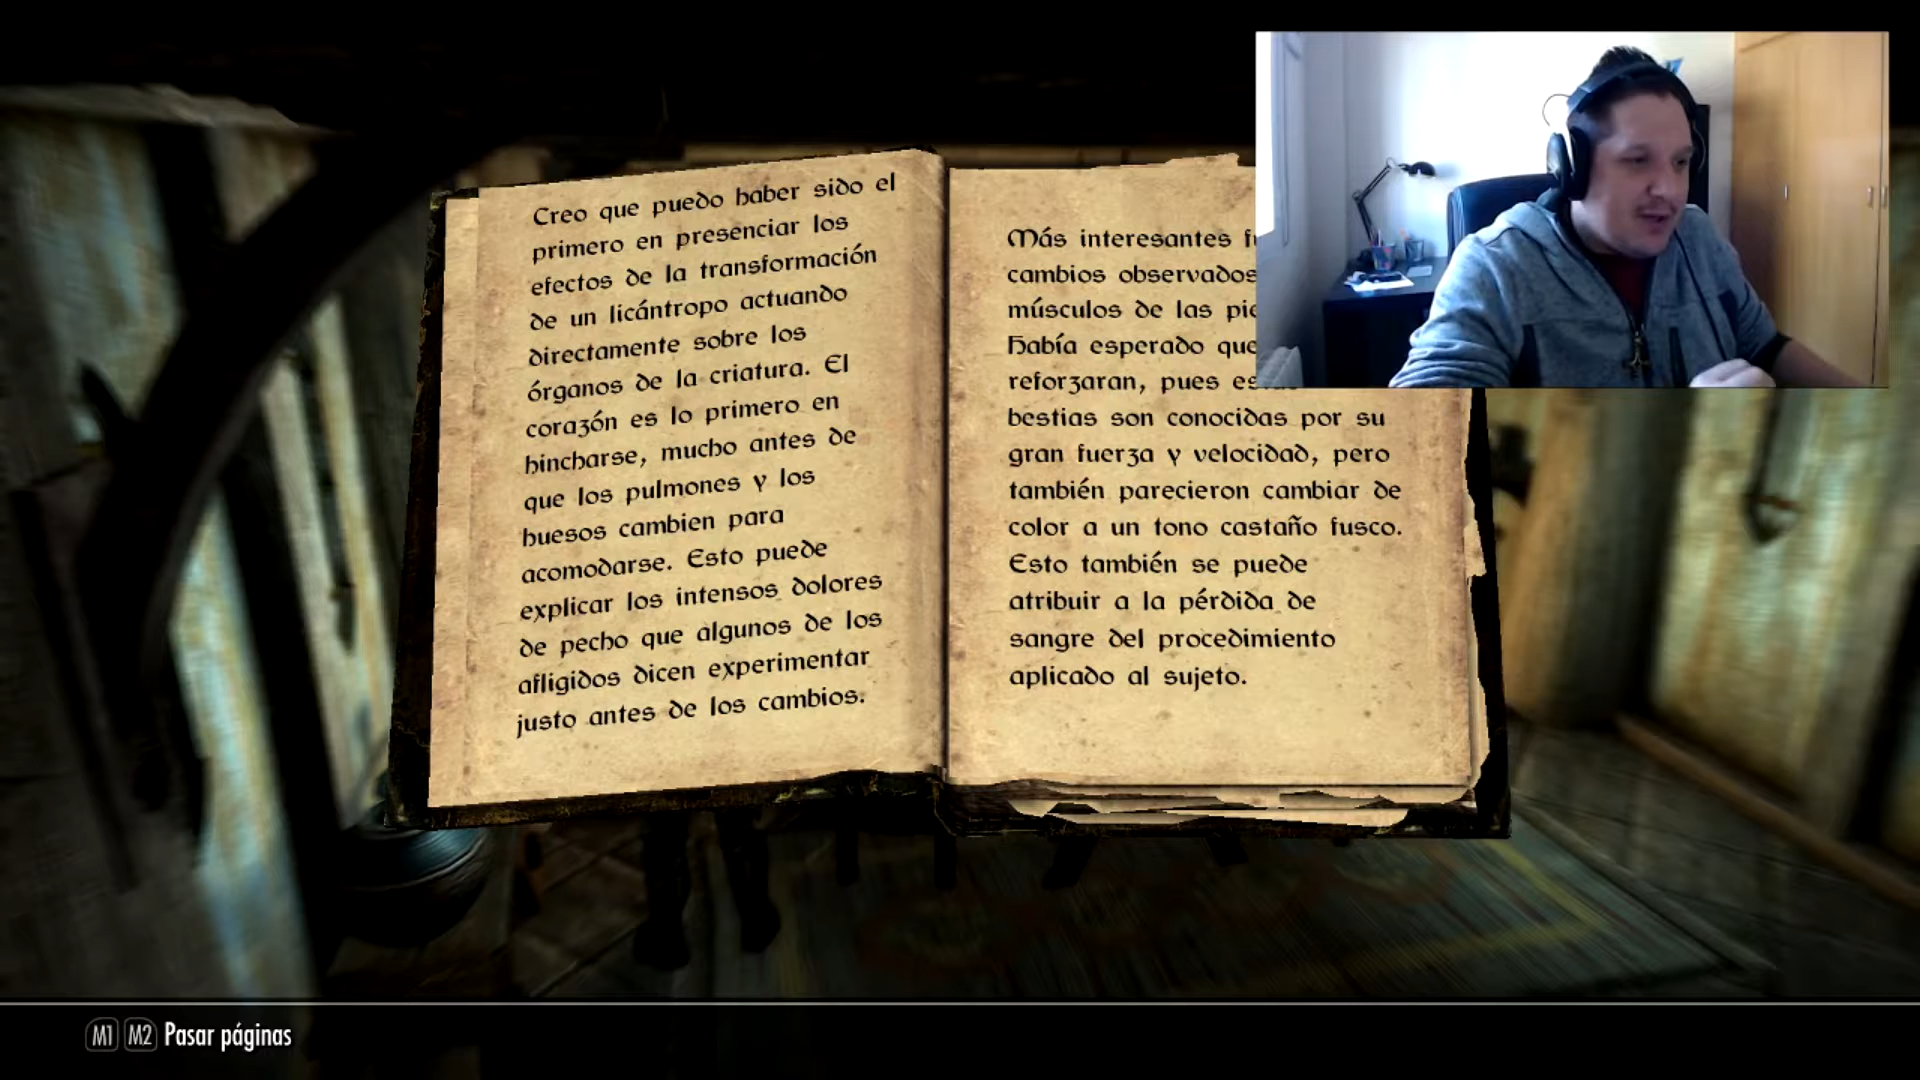 Creo que puedo haber sido el
primero en presenciar los
efectos de la transformación
de un licántropo actuando
directamente sobre los
órganos de la criatura. El
corazón es lo primero en
hincharse, mucho antes de
que los pulmones y los
huesos cambien para
acomodarse. Esto puede
explicar los intensos dolores
de pecho que algunos de los
afligidos dicen experimentar
justo antes de los cambios.
Más interesantes
cambios observados
músculos de las
Había esperado que
reforzaran, pues
bestias son conocidas por su
gran fuerza y velocidad, pero
también parecieron cambiar de
color a un tono castaño fusco.
Esto también se puede
atribuir a la pérdida de
sangre del procedimiento
aplicado al sujeto.
M1 M2 Pasar páginas